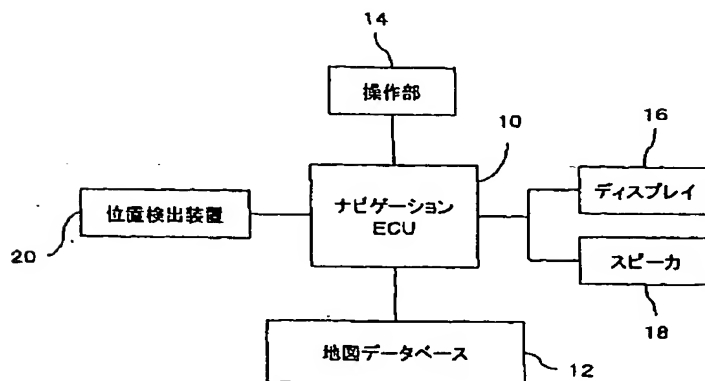 14
操作部
10
16
ナビゲーション
ECU
ディスプレイ
位置検出装置
20
スピーカ
18
地図データベース
12